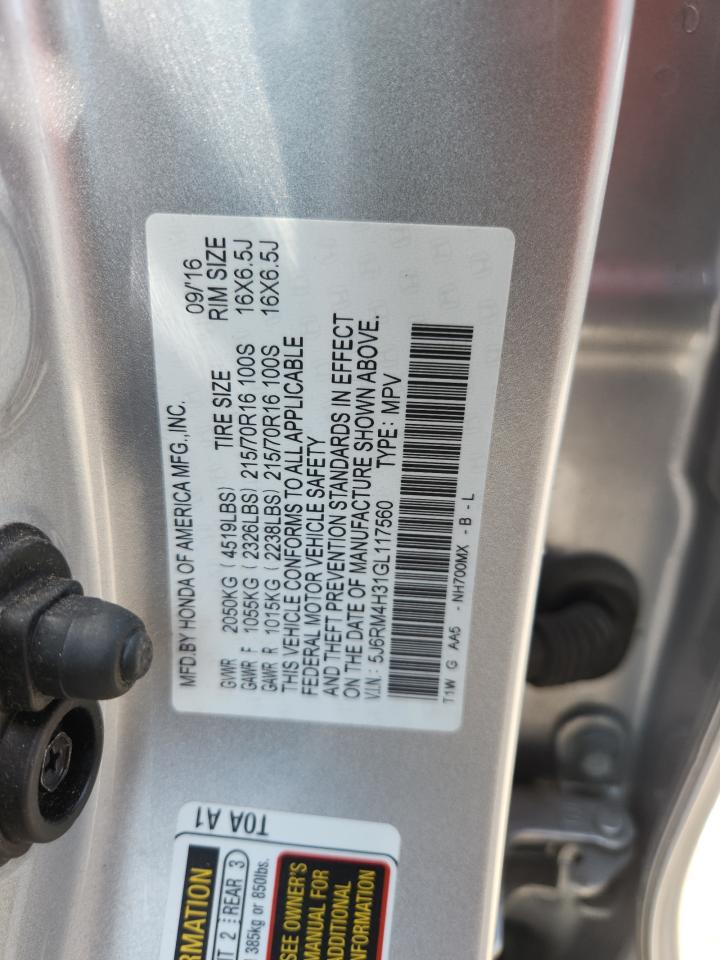 MFD.BY HONDA OF AMERICA MFG.,INC. 09/'16
TIRE SIZE RIM SIZE
GVWR 2050KG ( 4519LBS)
GAWR F 1055KG ( 2326LBS) 215/70R16 100S 16X6.5J
GAWR R 1015KG ( 2238LBS) 215/70R16 100S 16X6.5J
THIS VEHICLE CONFORMS TO ALL APPLICABLE
FEDERAL MOTOR VEHICLE SAFETY
AND THEFT PREVENTION STANDARDS IN EFFECT
ON THE DATE OF MANUFACTURE SHOWN ABOVE.
V.I.N.: 5J6RM4H31GL117560 TYPE: MPV
T1W G AA5 - NH700MX - B - L
T0A A1
RMATION
2 REAR 3
385kg or 850lbs.
SEE OWNER'S
MANUAL FOR
ADDITIONAL
INFORMATION